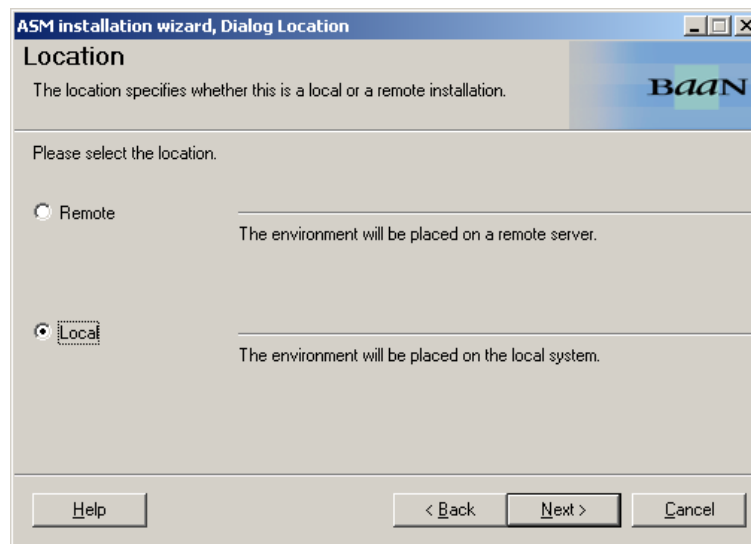 ASM installation wizard, Dialog Location
Location
The location specifies whether this is a local or a remote installation.
BaaN
Please select the location.
Remote
The environment will be placed on a remote server.
Local
The environment will be placed on the local system.
Help
< Back
Next >
Cancel